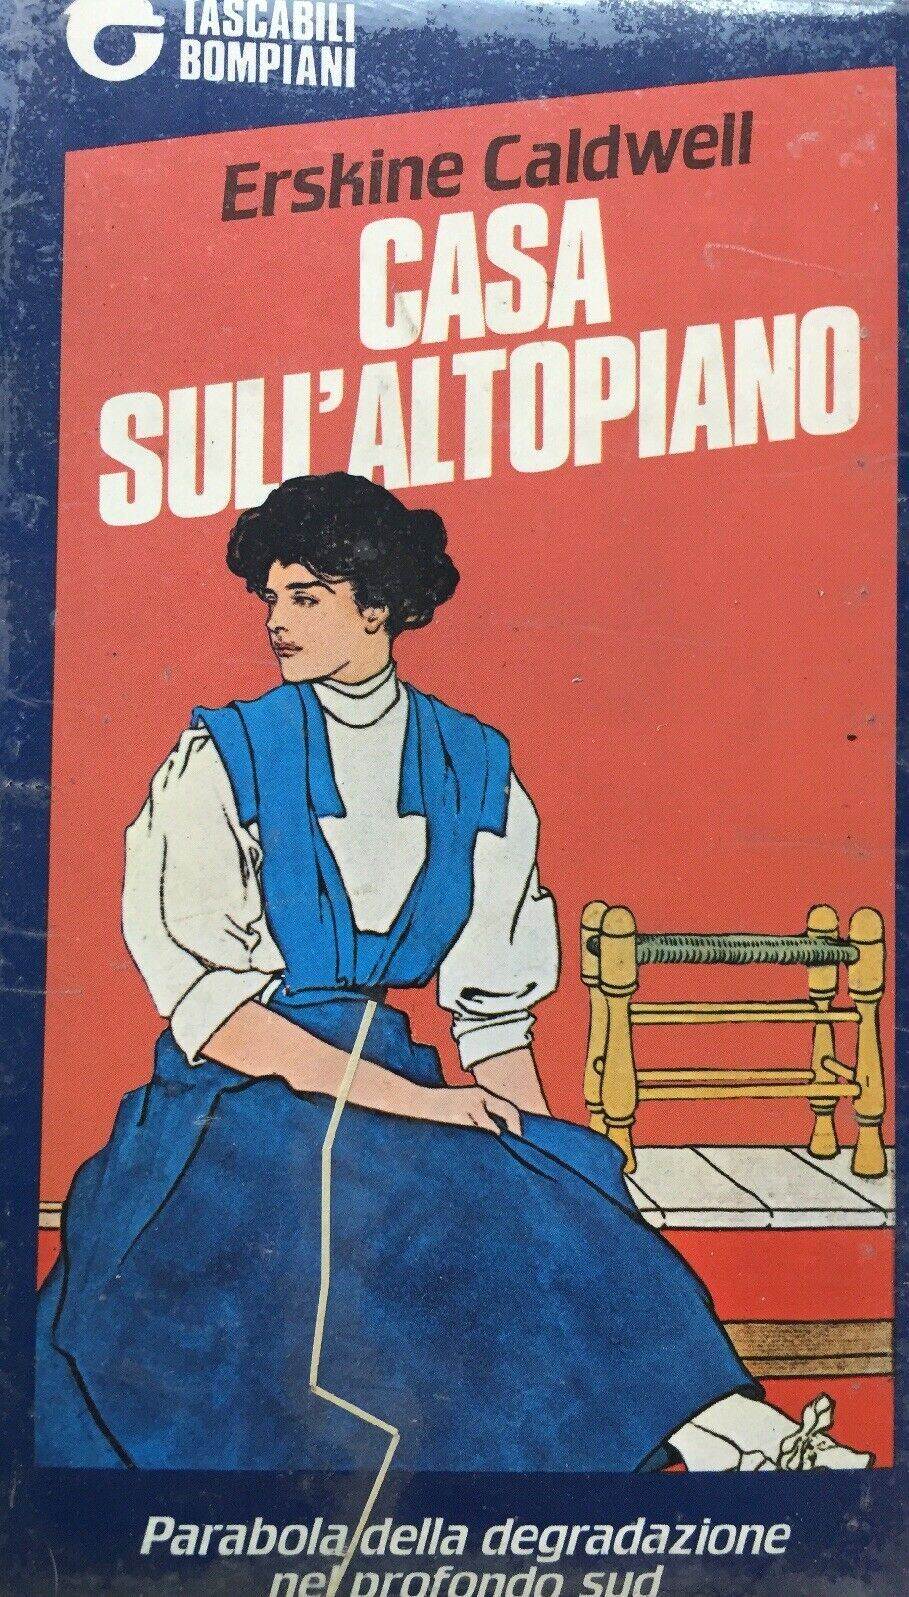 TASCABILI
BOMPIANI
Erskine Caldwell
CASA
SULL'ALTOPIANO
Parabola della degradazione
nel profondo sud